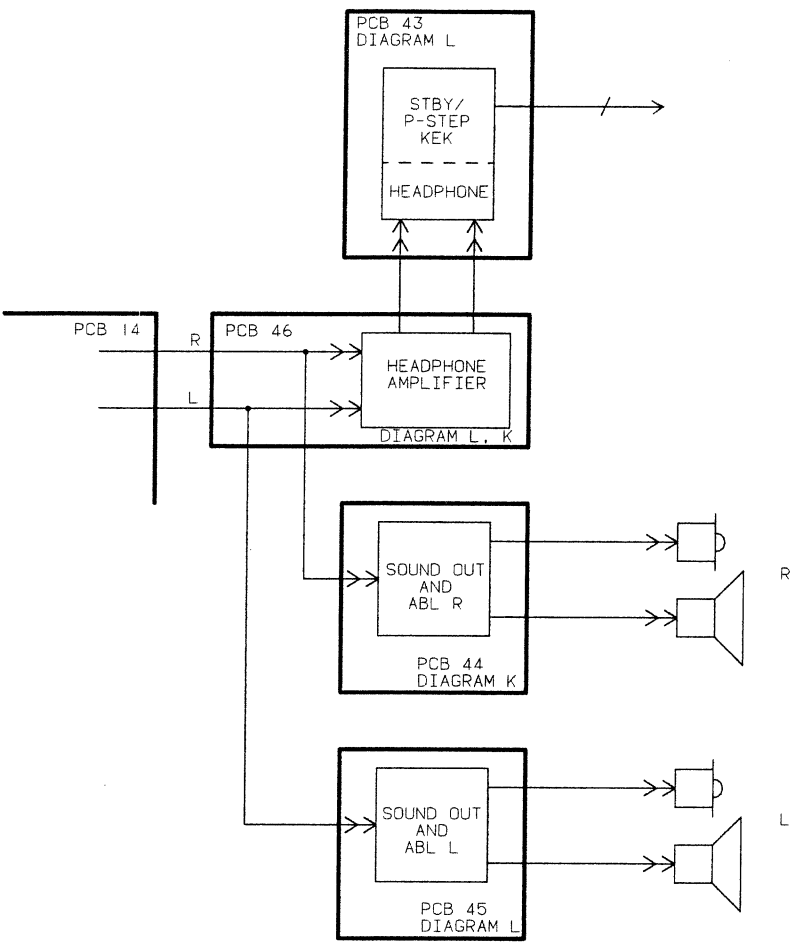 PCB 43
DIAGRAM L
STBY/
P-STEP
KEK
HEADPHONE
PCB 14
R
PCB 46
L
HEADPHONE
AMPLIFIER
DIAGRAM L, K
SOUND OUT
AND
ABL R
R
PCB 44
DIAGRAM K
SOUND OUT
AND
ABL L
L
PCB 45
DIAGRAM L